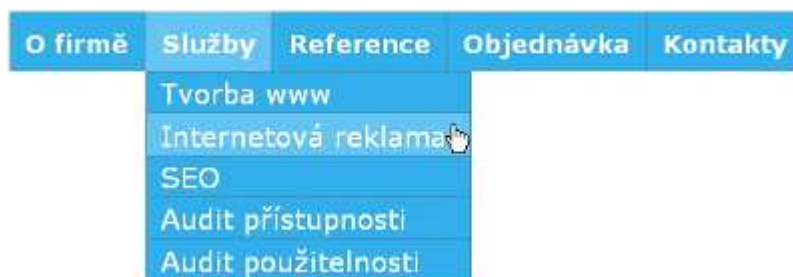 O firmě Služby Reference Objednávka Kontakty
Tvorba www
Internetová reklama
SEO
Audit přístupnosti
Audit použitelnosti